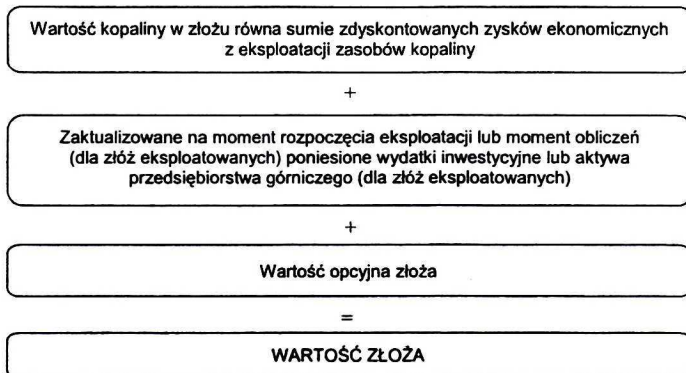 Wartość kopaliny w złożu równa sumie zdyskontowanych zysków ekonomicznych
z eksploatacji zasobów kopaliny
+
Zaktualizowane na moment rozpoczęcia eksploatacji lub moment obliczeń
(dla złóż eksploatowanych) poniesione wydatki inwestycyjne lub aktywa
przedsiębiorstwa górniczego (dla złóż eksploatowanych)
+
Wartość opcyjna złoża
=
WARTOŚĆ ZŁOŻA